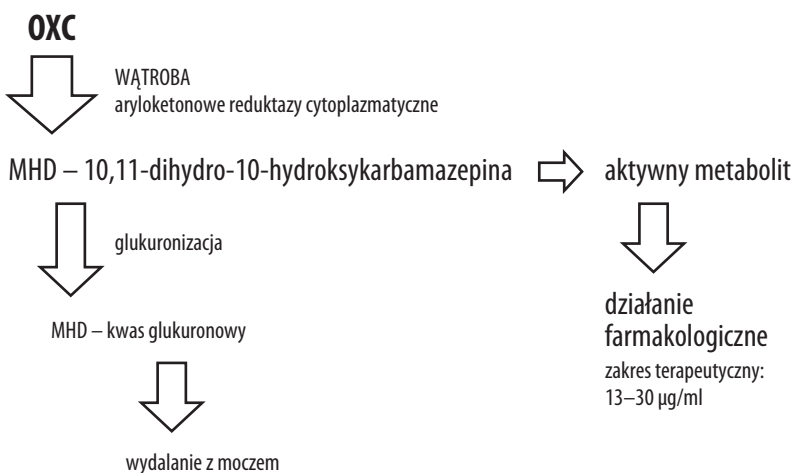 OXC
WĄTROBA
aryloketonowe reduktazy cytoplazmatyczne
MHD – 10,11-dihydro-10-hydroksykarbamazepina
aktywny metabolit
glukuronizacja
MHD – kwas glukuronowy
działanie
farmakologiczne
zakres terapeutyczny:
13–30 µg/ml
wydalanie z moczem